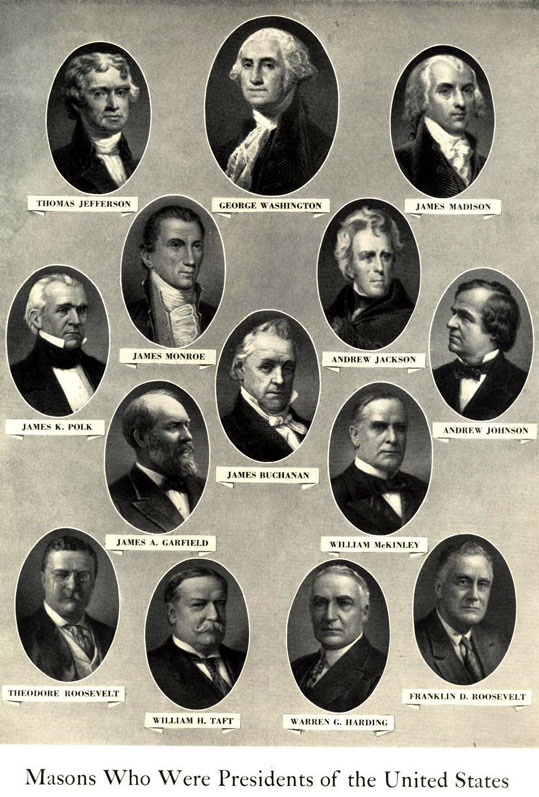 THOMAS JEFFERSON
GEORGE WASHINGTON
JAMES MADISON
JAMES MONROE
ANDREW JACKSON
JAMES K. POLK
ANDREW JOHNSON
JAMES BUCHANAN
JAMES A. GARFIELD
WILLIAM McKINLEY
THEODORE ROOSEVELT
FRANKLIN D. ROOSEVELT
WILLIAM H. TAFT
WARREN G. HARDING
Masons Who Were Presidents of the United States